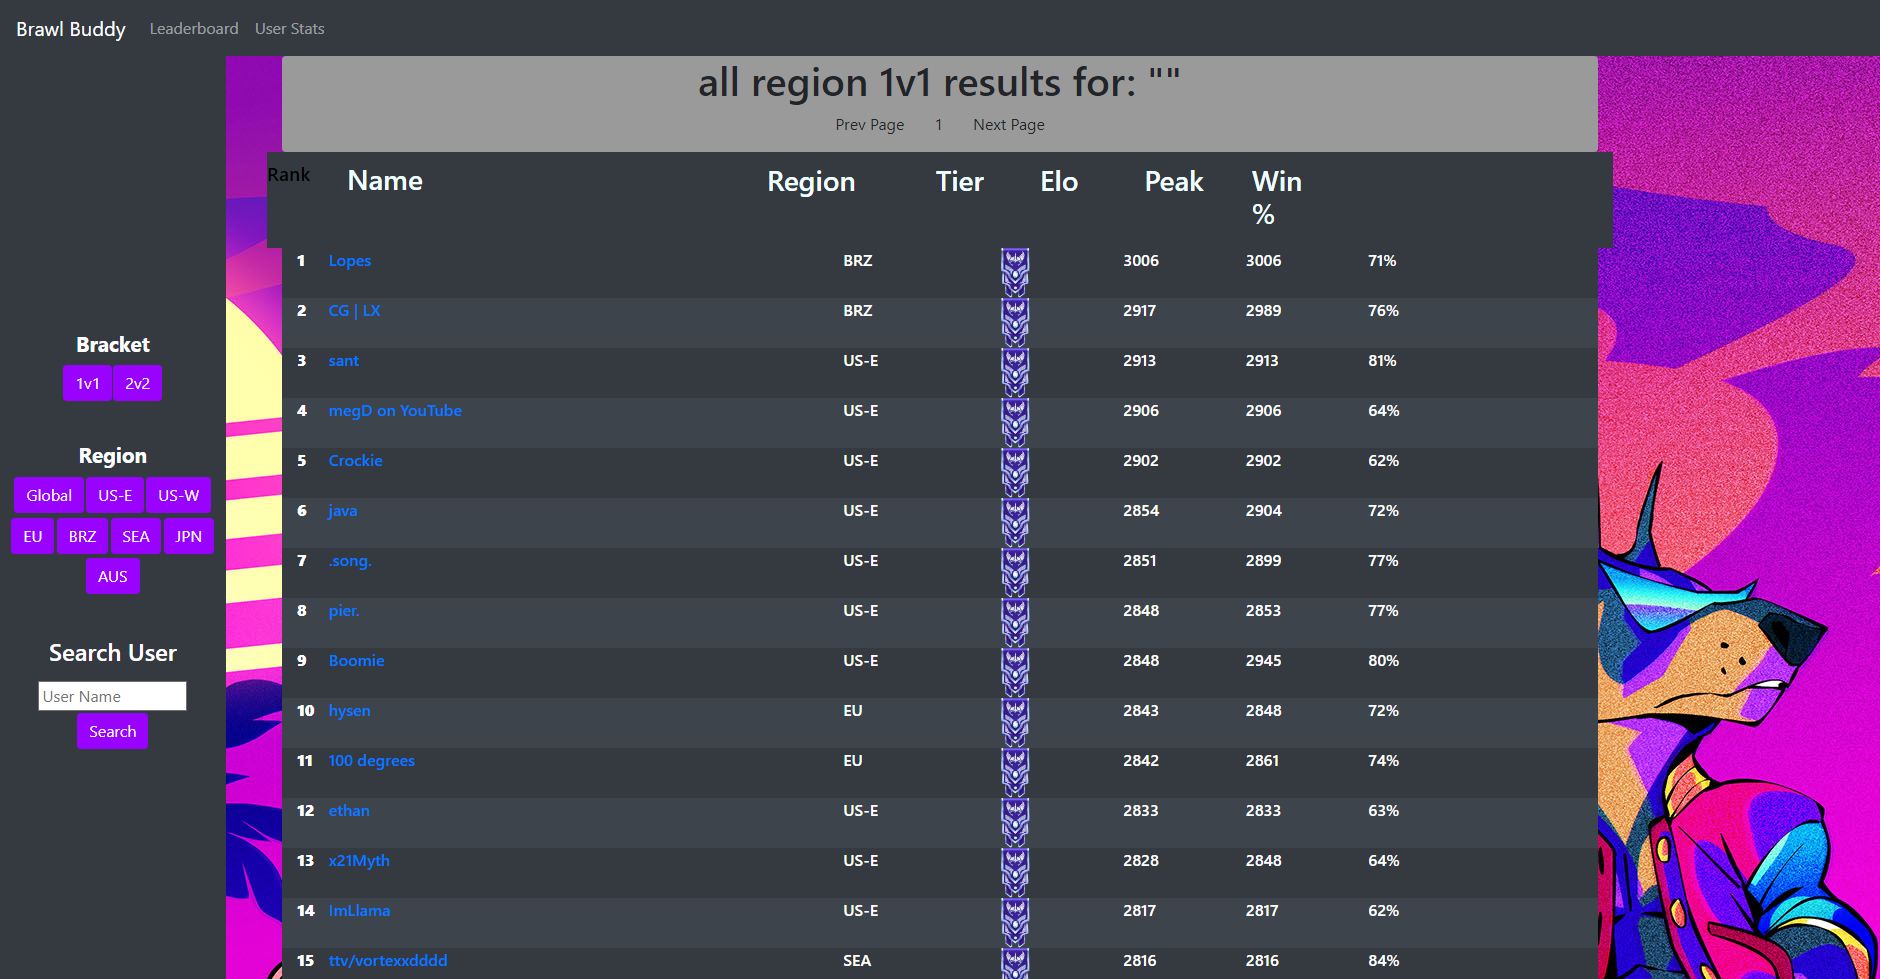 Brawl Buddy Leaderboard User Stats
all region 1v1 results for: ""
Prev Page 1 Next Page
Rank Name Region Tier Elo Peak Win
%
1 Lopes BRZ 3006 3006 71%
2 CG | LX BRZ 2917 2989 76%
3 sant US-E 2913 2913 81%
4 megD on YouTube US-E 2906 2906 64%
5 Crockie US-E 2902 2902 62%
6 java US-E 2854 2904 72%
7 .song. US-E 2851 2899 77%
8 pier. US-E 2848 2853 77%
9 Boomie US-E 2848 2945 80%
10 hysen EU 2843 2848 72%
11 100 degrees EU 2842 2861 74%
12 ethan US-E 2833 2833 63%
13 x21Myth US-E 2828 2848 64%
14 ImLlama US-E 2817 2817 62%
15 ttv/vortexxdddd SEA 2816 2816 84%
Bracket
1v1 2v2
Region
Global US-E US-W
EU BRZ SEA JPN
AUS
Search User
User Name
Search